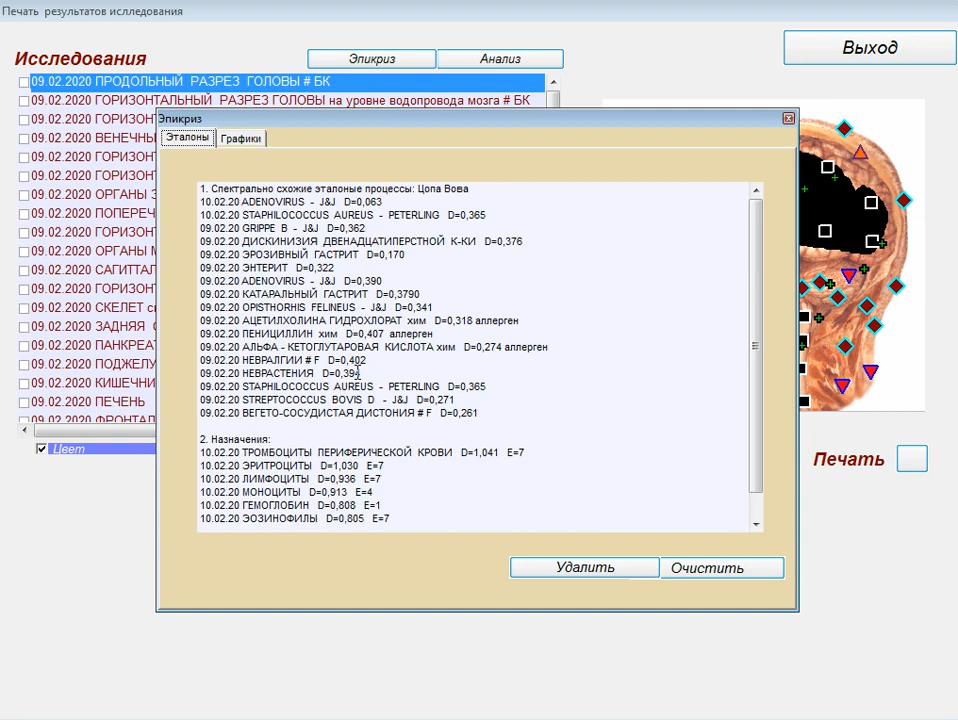 Печать результатов ислледования
Исследования
Эпикриз
Анализ
Выход
09.02.2020 ПРОДОЛЬНЫЙ РАЗРЕЗ ГОЛОВЫ # БК
09.02.2020 ГОРИЗОНТАЛЬНЫЙ РАЗРЕЗ ГОЛОВЫ на уровне водопровода мозга # БК
09.02.2020 ГОРИЗОНТ
09.02.2020 ВЕНЕЧНЫ
09.02.2020 ГОРИЗОНТ
09.02.2020 ГОРИЗОНТ
09.02.2020 ОРГАНЫ З
09.02.2020 ПОПЕРЕЧ
09.02.2020 ГОРИЗОНТ
09.02.2020 ОРГАНЫ М
09.02.2020 САГИТТАЛ
09.02.2020 ГОРИЗОНТ
09.02.2020 СКЕЛЕТ
09.02.2020 ЗАДНЯЯ
09.02.2020 ПАНКРЕАТ
09.02.2020 ПОДЖЕЛУ
09.02.2020 КИШЕЧНИ
09.02.2020 ПЕЧЕНЬ
09.02.2020 ФРОНТАЛ
Цвет
Эпикриз
Эталоны
Графики
1. Спектрально схожие эталоные процессы: Цопа Вова
10.02.20 ADENOVIRUS - J&J D=0,063
10.02.20 STAPHILOCOCCUS AUREUS - PETERLING D=0,365
09.02.20 GRIPPE B - J&J D=0,362
09.02.20 ДИСКИНИЗИЯ ДВЕНАДЦАТИПЕРСТНОЙ К-КИ D=0,376
09.02.20 ЭРОЗИВНЫЙ ГАСТРИТ D=0,170
09.02.20 ЭНТЕРИТ D=0,322
09.02.20 ADENOVIRUS - J&J D=0,390
09.02.20 КАТАРАЛЬНЫЙ ГАСТРИТ D=0,3790
09.02.20 OPISTHORHIS FELINEUS - J&J D=0,341
09.02.20 АЦЕТИЛХОЛИНА ГИДРОХЛОРАТ хим D=0,318 аллерген
09.02.20 ПЕНИЦИЛЛИН хим D=0,407 аллерген
09.02.20 АЛЬФА - КЕТОГЛУТАРОВАЯ КИСЛОТА хим D=0,274 аллерген
09.02.20 НЕВРАЛГИИ # F D=0,402
09.02.20 НЕВРАСТЕНИЯ D=0,394
09.02.20 STAPHILOCOCCUS AUREUS - PETERLING D=0,365
09.02.20 STREPTOCOCCUS BOVIS D - J&J D=0,271
09.02.20 ВЕГЕТО-СОСУДИСТАЯ ДИСТОНИЯ # F D=0,261
2. Назначения:
10.02.20 ТРОМБОЦИТЫ ПЕРИФЕРИЧЕСКОЙ КРОВИ D=1,041 E=7
10.02.20 ЭРИТРОЦИТЫ D=1,030 E=7
10.02.20 ЛИМФОЦИТЫ D=0,936 E=7
10.02.20 МОНОЦИТЫ D=0,913 E=4
10.02.20 ГЕМОГЛОБИН D=0,808 E=1
10.02.20 ЭОЗИНОФИЛЫ D=0,805 E=7
Удалить
Очистить
Печать